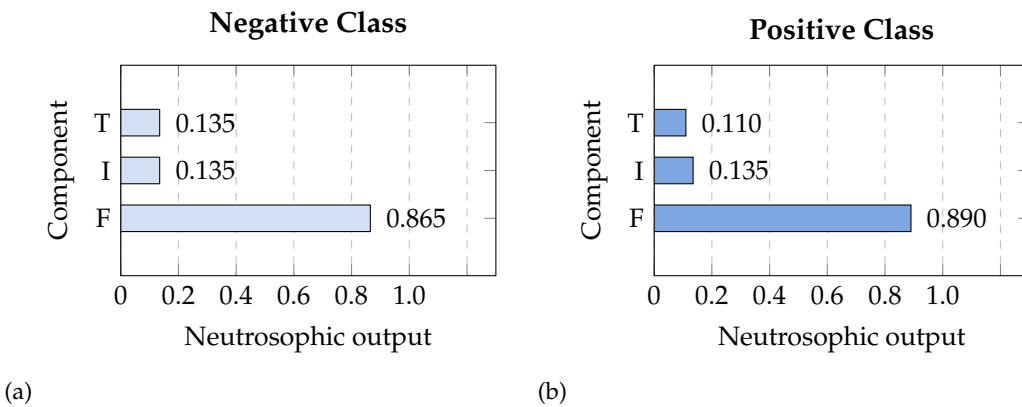 Negative Class
Component
T
0.135
I
0.135
F
0.865
0 0.2 0.4 0.6 0.8 1.0
Neutrosophic output
(a)
Positive Class
Component
T
0.110
I
0.135
F
0.890
0 0.2 0.4 0.6 0.8 1.0
Neutrosophic output
(b)